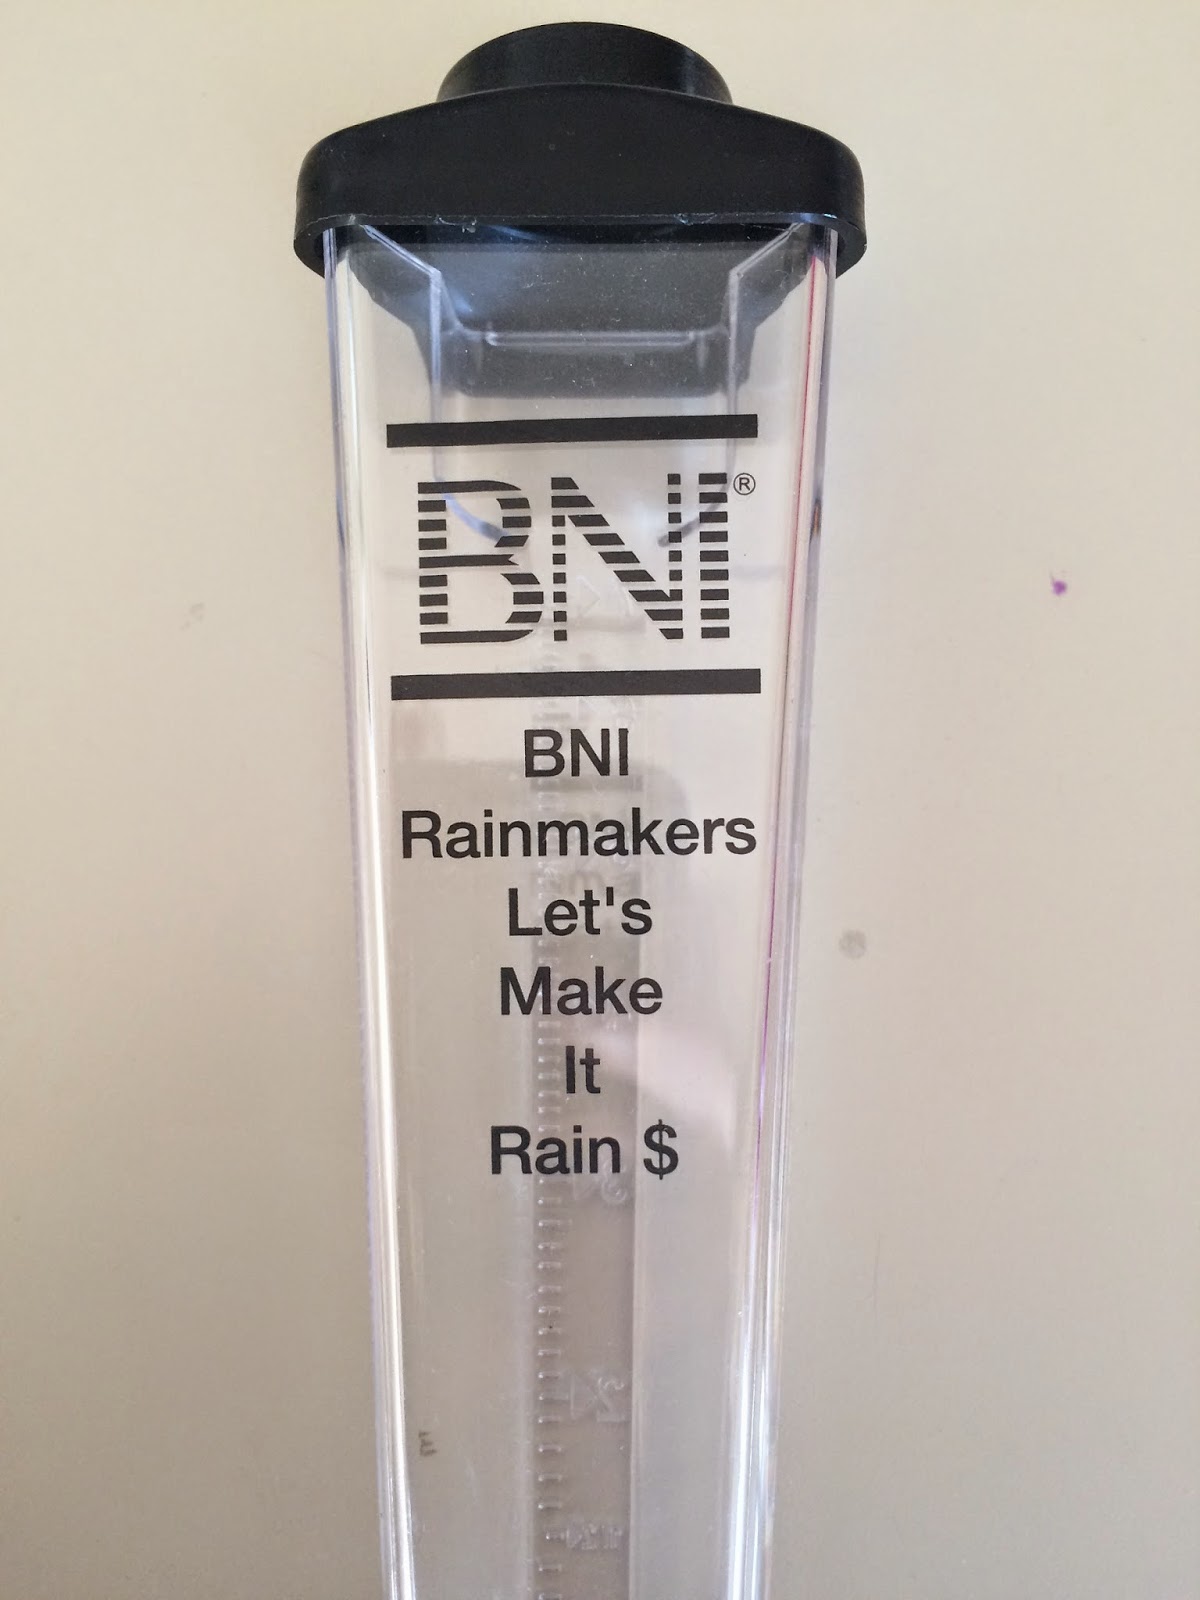 BNI®
BNI
Rainmakers
Let's
Make
It
Rain $